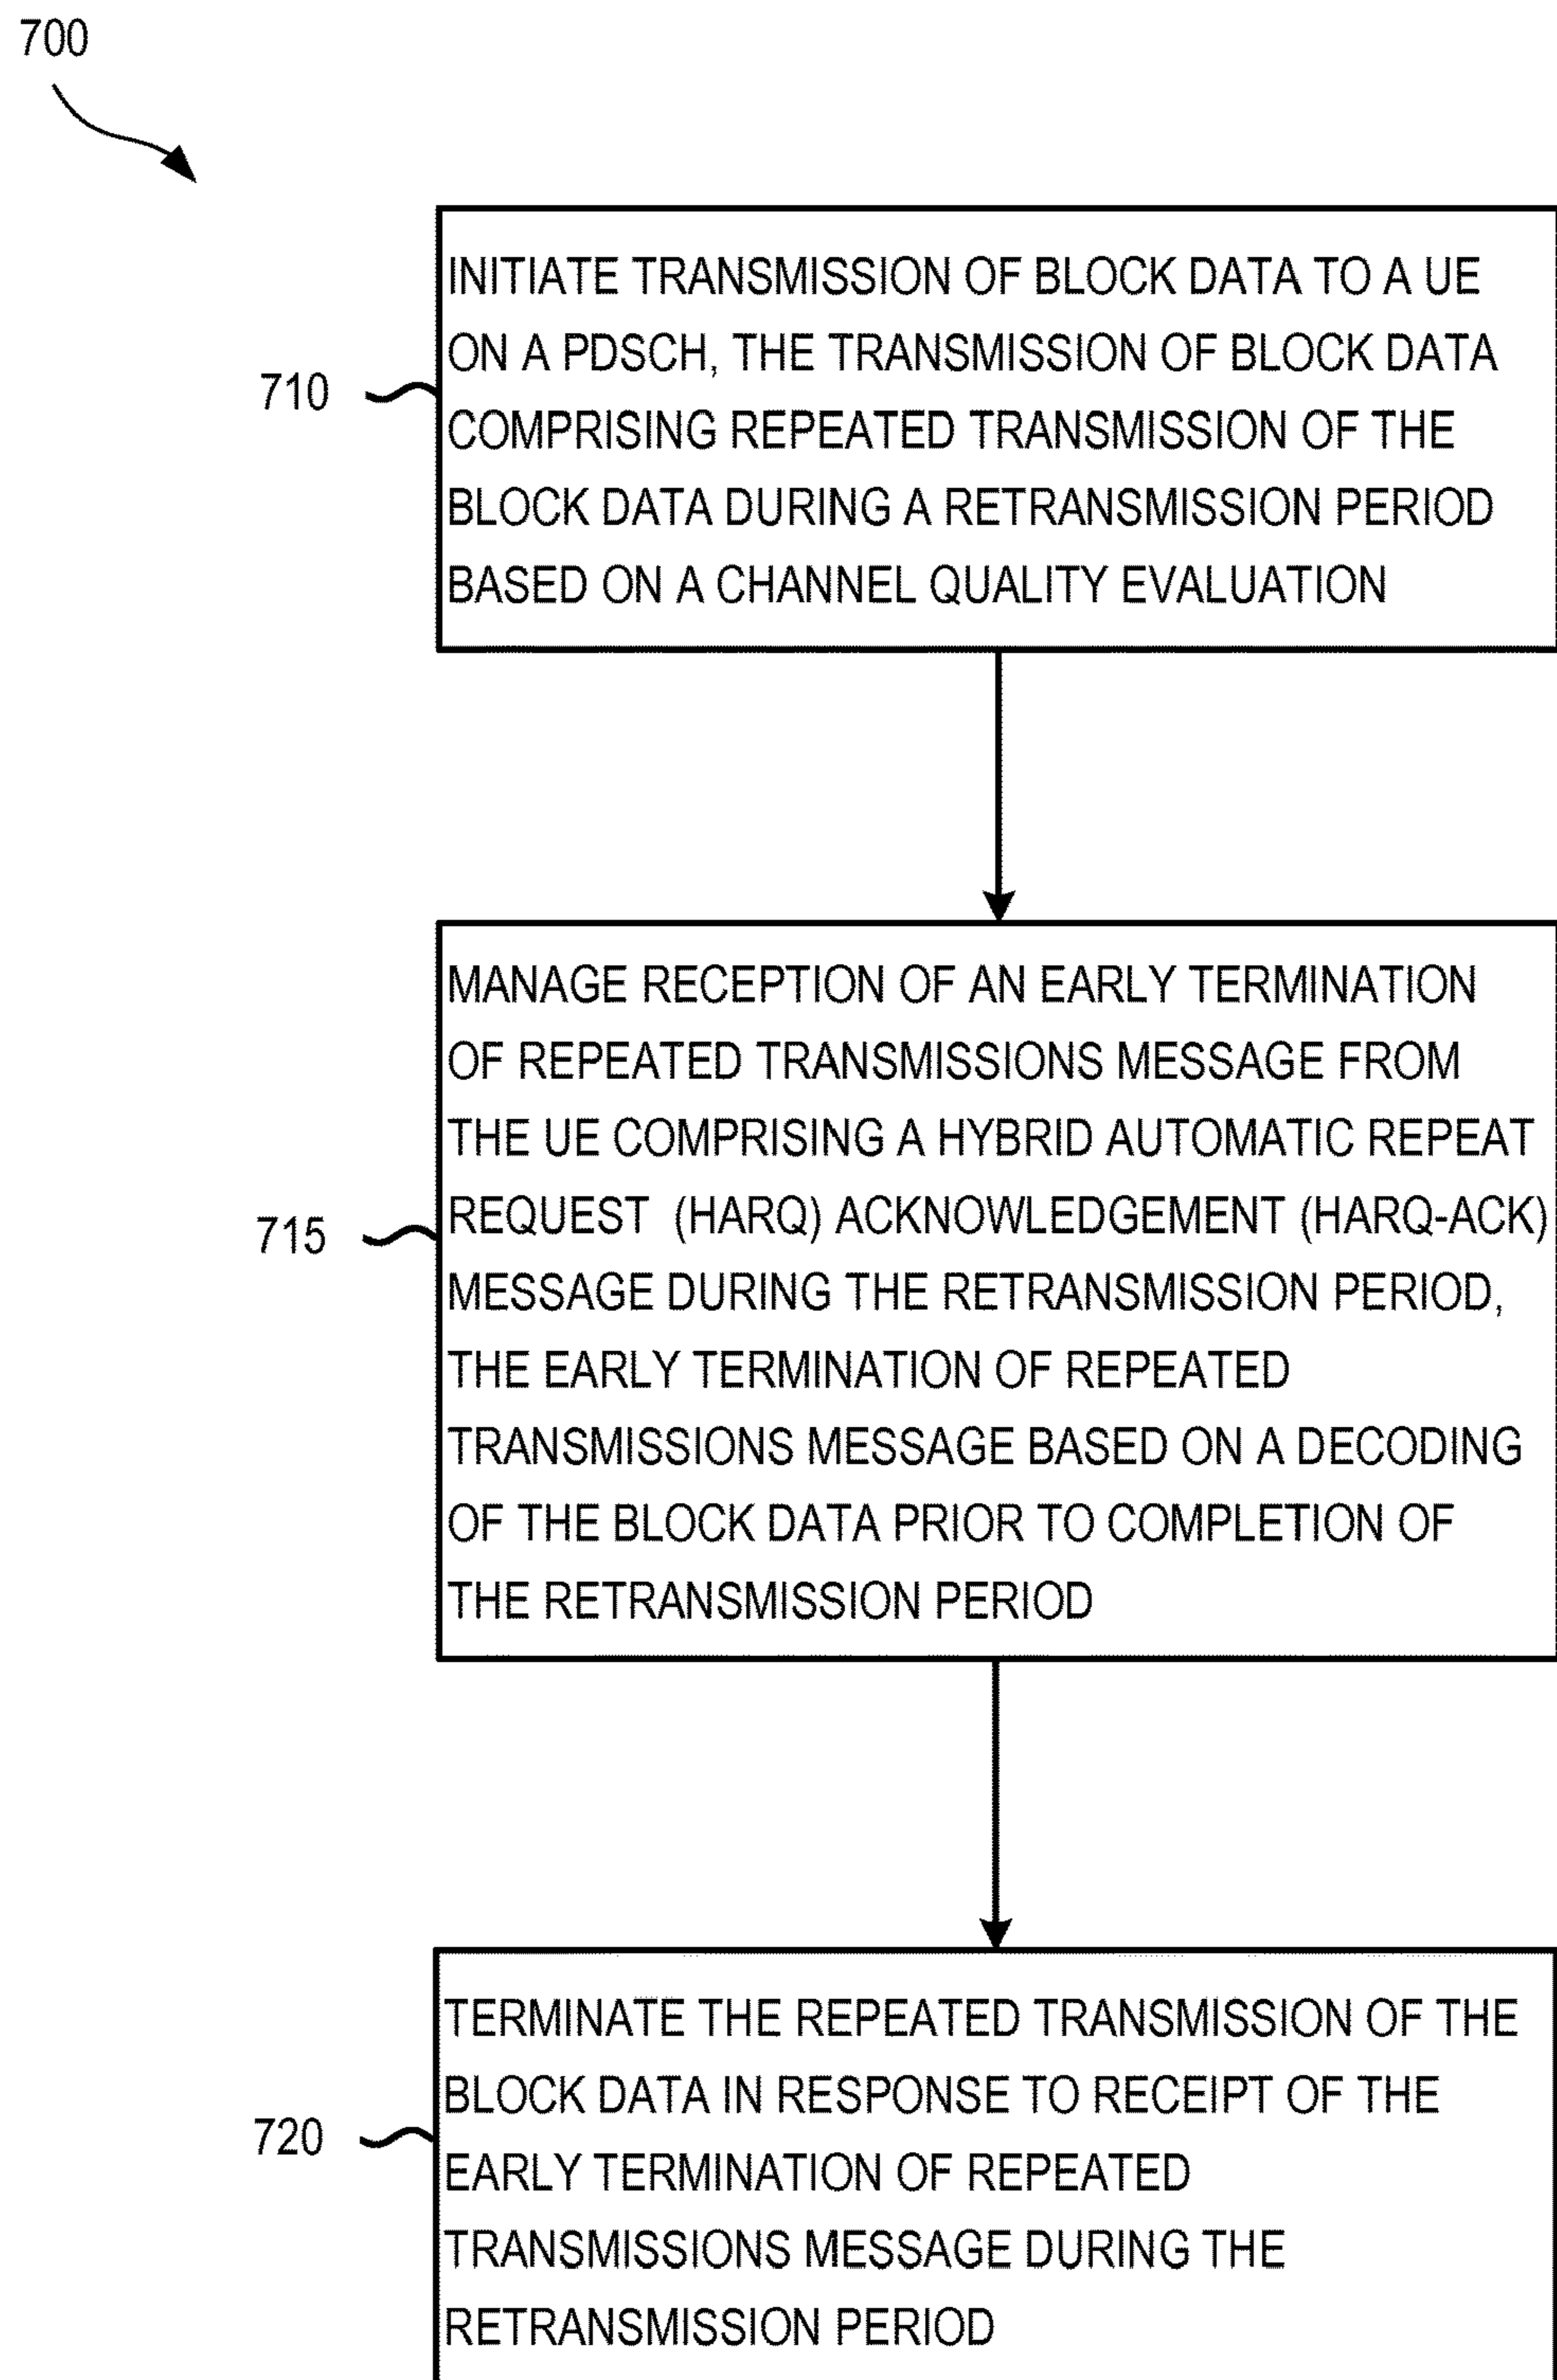 700
710
INITIATE TRANSMISSION OF BLOCK DATA TO A UE
ON A PDSCH, THE TRANSMISSION OF BLOCK DATA
COMPRISING REPEATED TRANSMISSION OF THE
BLOCK DATA DURING A RETRANSMISSION PERIOD
BASED ON A CHANNEL QUALITY EVALUATION
715
MANAGE RECEPTION OF AN EARLY TERMINATION
OF REPEATED TRANSMISSIONS MESSAGE FROM
THE UE COMPRISING A HYBRID AUTOMATIC REPEAT
REQUEST (HARQ) ACKNOWLEDGEMENT (HARQ-ACK)
MESSAGE DURING THE RETRANSMISSION PERIOD,
THE EARLY TERMINATION OF REPEATED
TRANSMISSIONS MESSAGE BASED ON A DECODING
OF THE BLOCK DATA PRIOR TO COMPLETION OF
THE RETRANSMISSION PERIOD
720
TERMINATE THE REPEATED TRANSMISSION OF THE
BLOCK DATA IN RESPONSE TO RECEIPT OF THE
EARLY TERMINATION OF REPEATED
TRANSMISSIONS MESSAGE DURING THE
RETRANSMISSION PERIOD